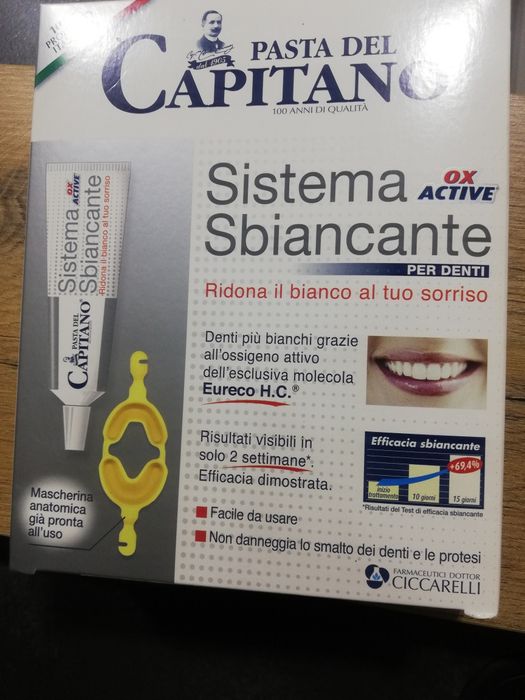 PASTA DEL
CAPITANO
dal 1905
100 ANNI DI QUALITÀ
Sistema
Sbiancante
OX
ACTIVE®
PER DENTI
Ridona il bianco al tuo sorriso
OX
ACTIVE
Sistema
Sbiancante
Ridona il bianco al tuo sorriso
PASTA DEL
CAPITANO
Denti più bianchi grazie
all'ossigeno attivo
dell'esclusiva molecola
Eureco H.C.®
Risultati visibili in
solo 2 settimane*.
Efficacia dimostrata.
Efficacia sbiancante
+69,4%
inizio
trattamento
10 giorni
15 giorni
*Risultati del Test di efficacia sbiancante
Mascherina
anatomica
già pronta
all'uso
Facile da usare
Non danneggia lo smalto dei denti e le protesi
FARMACEUTICI DOTTOR
CICCARELLI